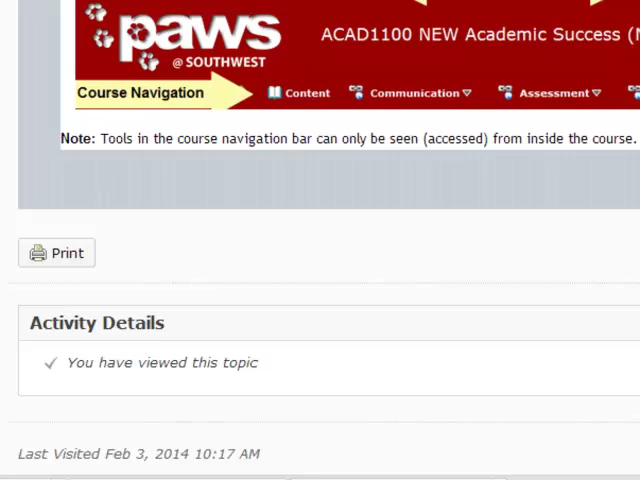 paws
@ SOUTHWEST
ACAD1100 NEW Academic Success (
Course Navigation
Content
Communication
Assessment
Note: Tools in the course navigation bar can only be seen (accessed) from inside the course.
Print
Activity Details
You have viewed this topic
Last Visited Feb 3, 2014 10:17 AM